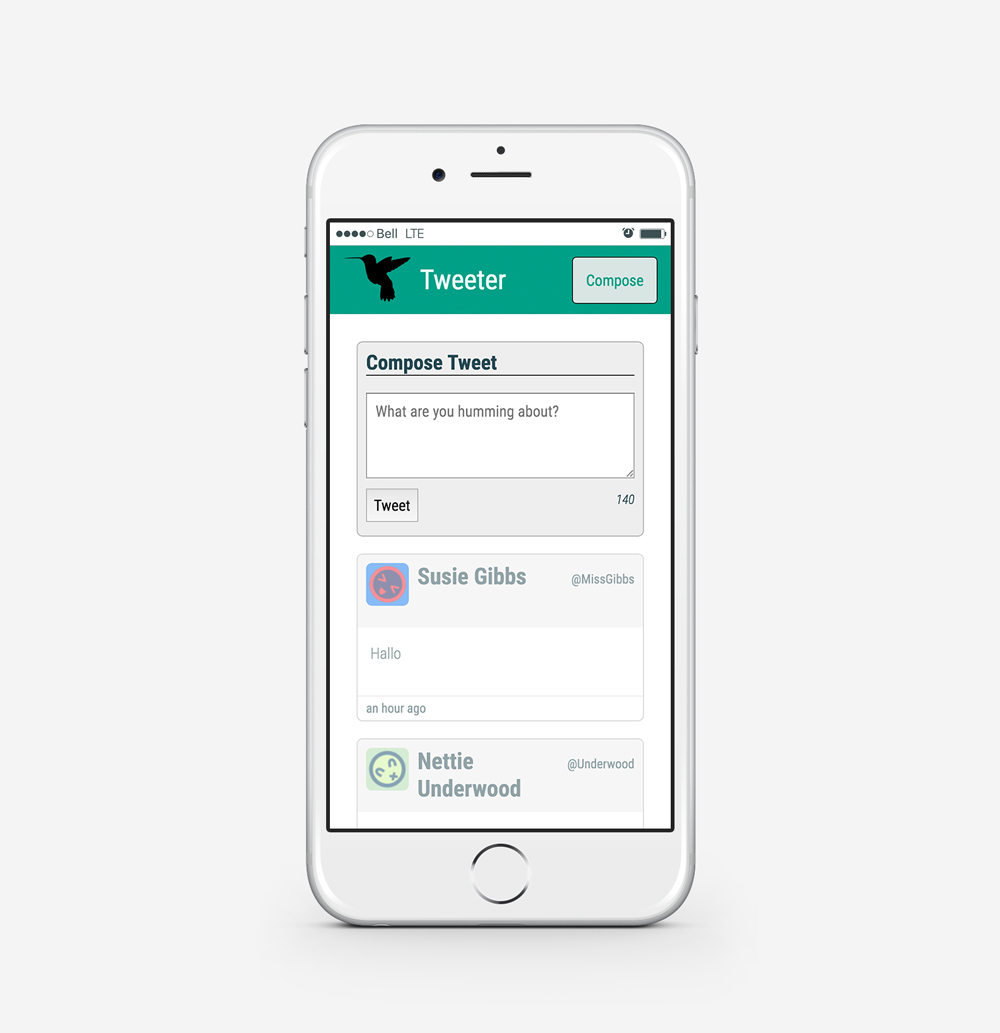 Bell LTE
Tweeter
Compose
Compose Tweet
What are you humming about?
Tweet
140
Susie Gibbs
@MissGibbs
Hallo
an hour ago
Nettie
Underwood
@Underwood